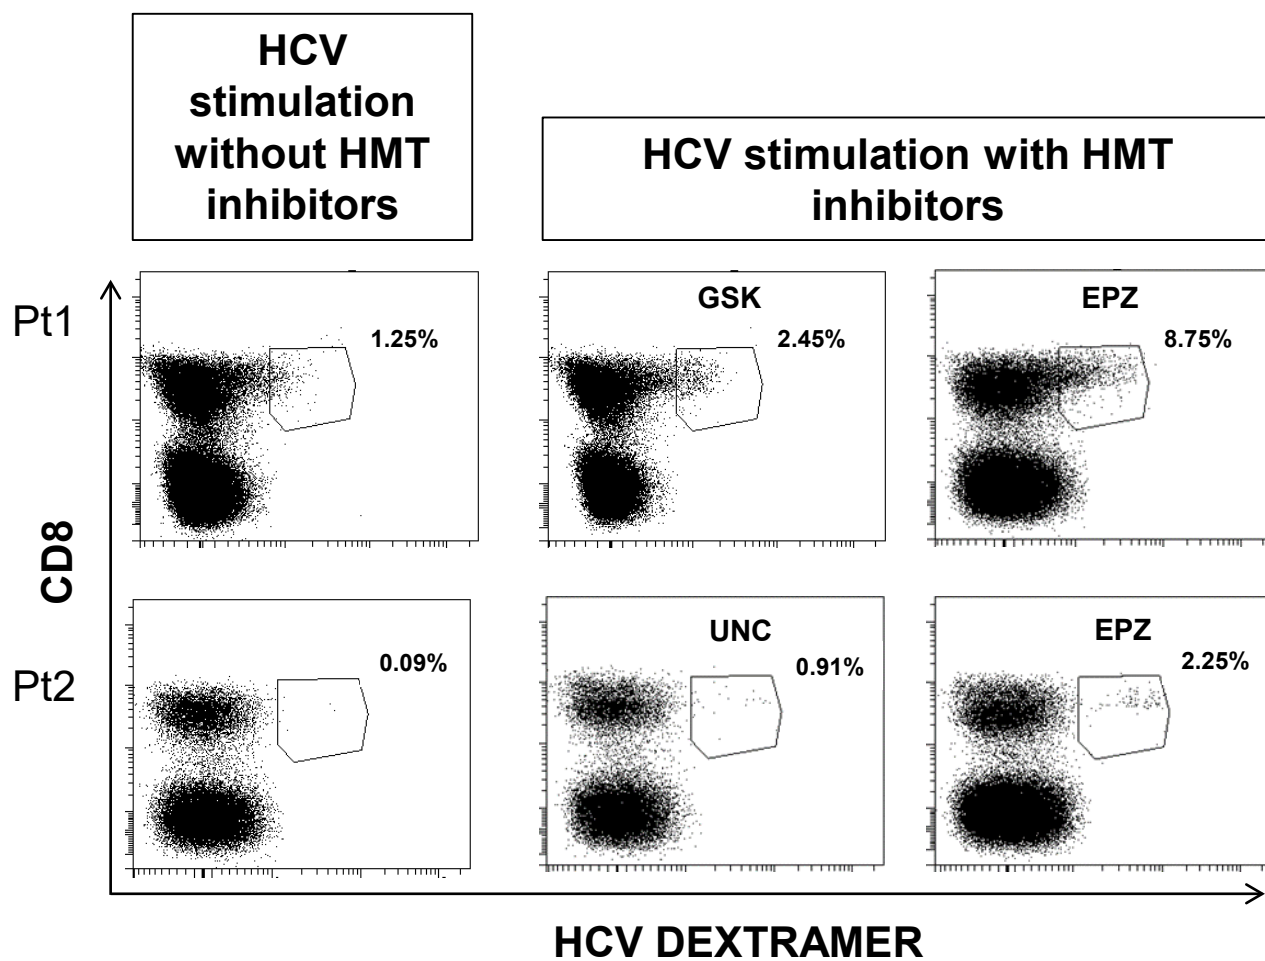 HCV
stimulation
without HMT
inhibitors
HCV stimulation with HMT
inhibitors
Pt1
1.25%
GSK
2.45%
EPZ
8.75%
CD8
Pt2
0.09%
UNC
0.91%
EPZ
2.25%
HCV DEXTRAMER